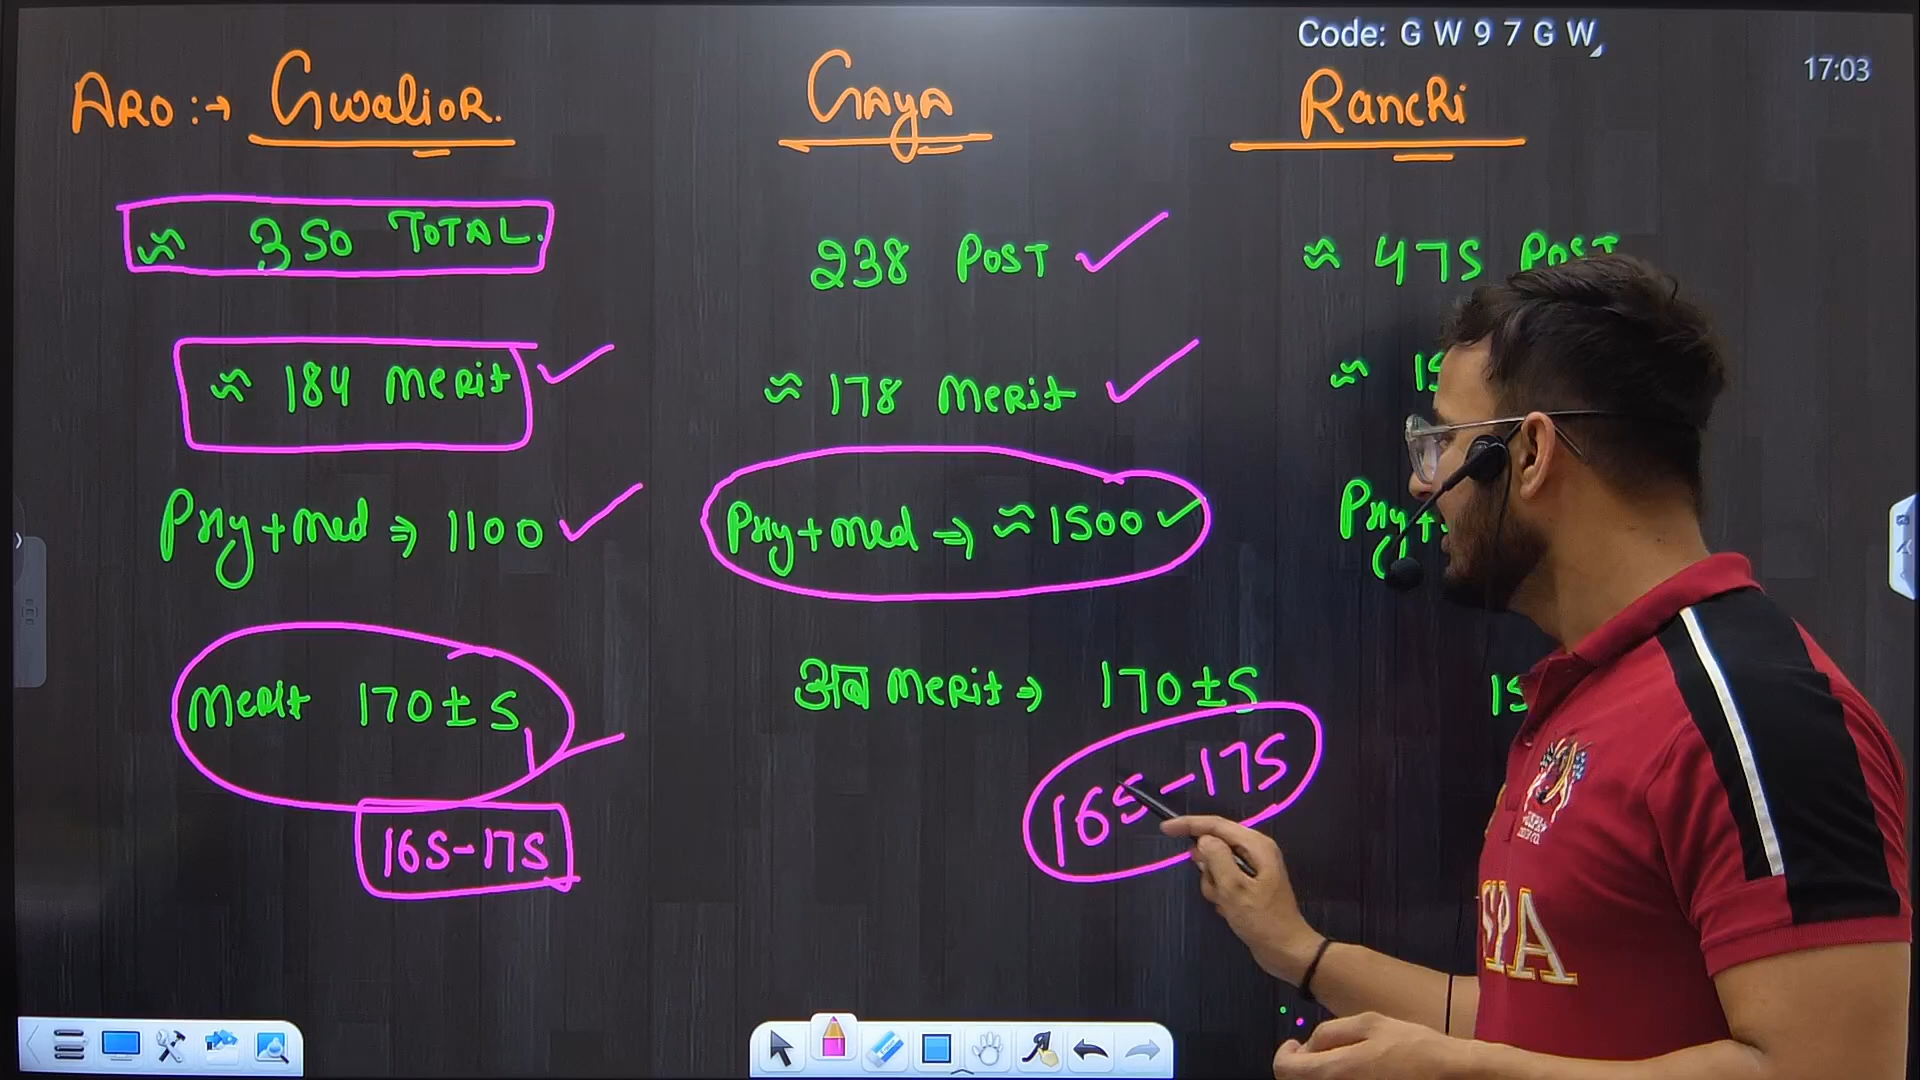 Code: G W 9 7 G W
17:03
ARO :→ Gwalior. GAyA Ranchi
≈ 350 TOTAL. 238 POST ≈ 475 POST
≈ 184 Merit ≈ 178 Merit ≈
Phy+Med ⇒ 1100 Phy+Med ⇒ ≈ 1500 Phy+
Merit 170±5 अब Merit ⇒ 170±5
165-175 165-175